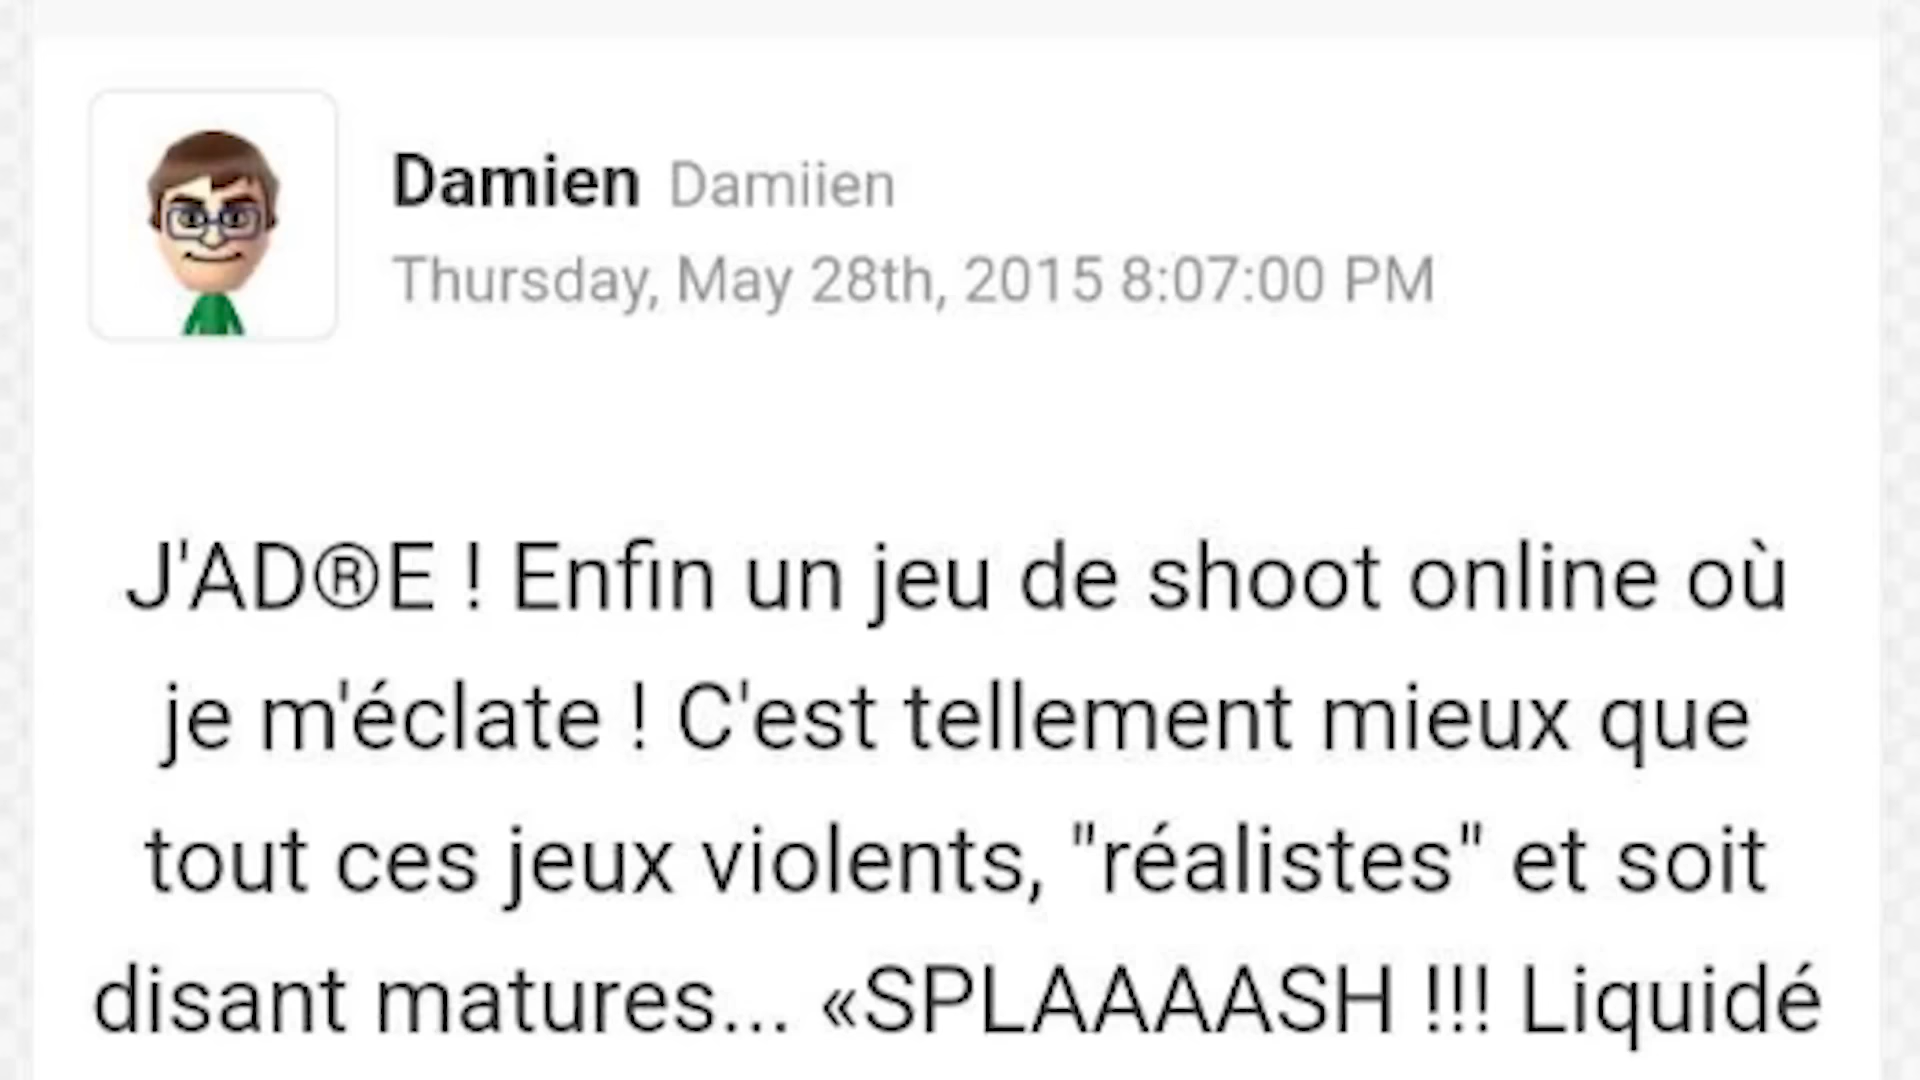 Damien Damiien
Thursday, May 28th, 2015 8:07:00 PM
J'AD®E ! Enfin un jeu de shoot online où
je m'éclate ! C'est tellement mieux que
tout ces jeux violents, "réalistes" et soit
disant matures... «SPLAAAASH !!! Liquidé